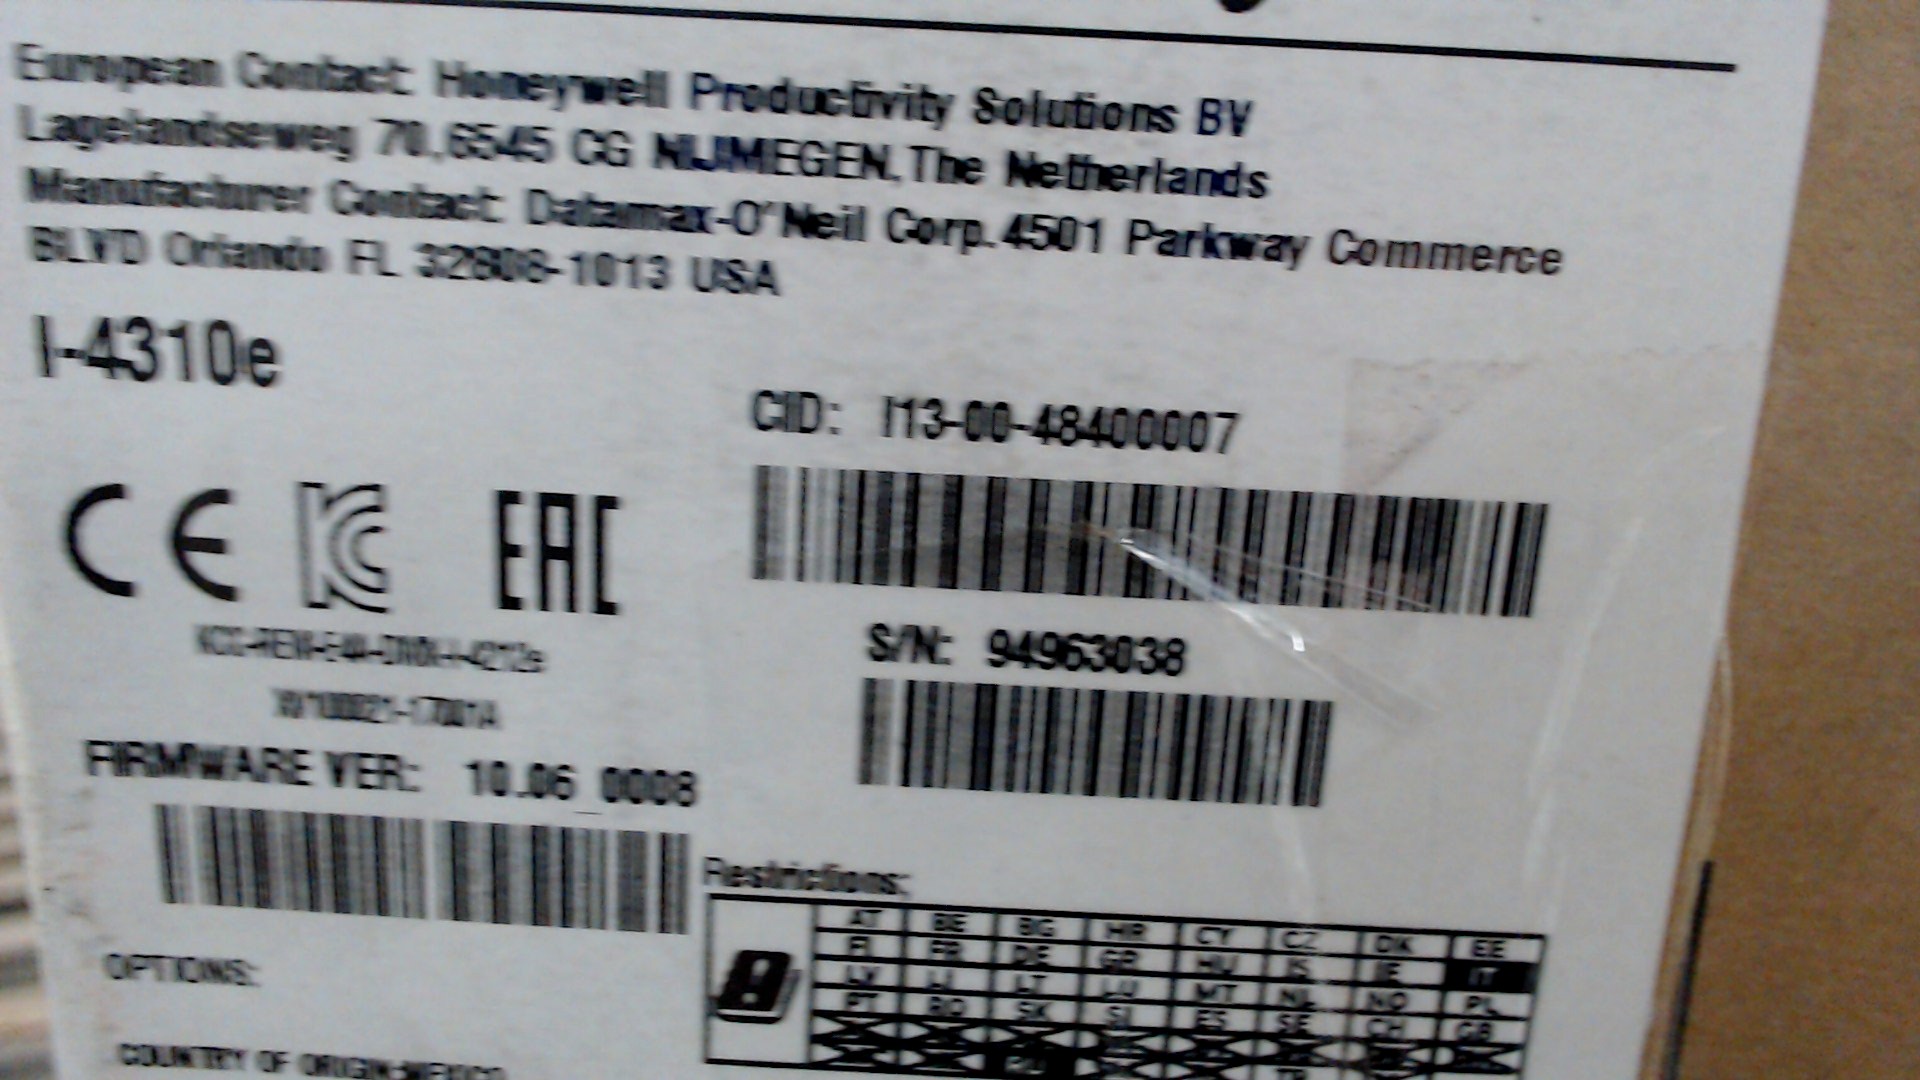 European Contact: Honeywell Productivity Solutions BV
Lagelandseweg 70,6545 CG NIJMEGEN,The Netherlands
Manufacturer Contact: Datamax-O'Neil Corp.4501 Parkway Commerce
BLVD Orlando FL 32808-1013 USA
I-4310e
CID: I13-00-48400007
CE
EAC
S/N: 94963038
FIRMWARE VER: 10.06_0008
Restrictions:
AT BE BG HR CY CZ DK EE
FI FR DE GR HU IS IE IT
LV LI LT LU MT NL NO PL
PT RO SK SI ES SE CH GB
OPTIONS:
COUNTRY OF ORIGIN:MEXICO